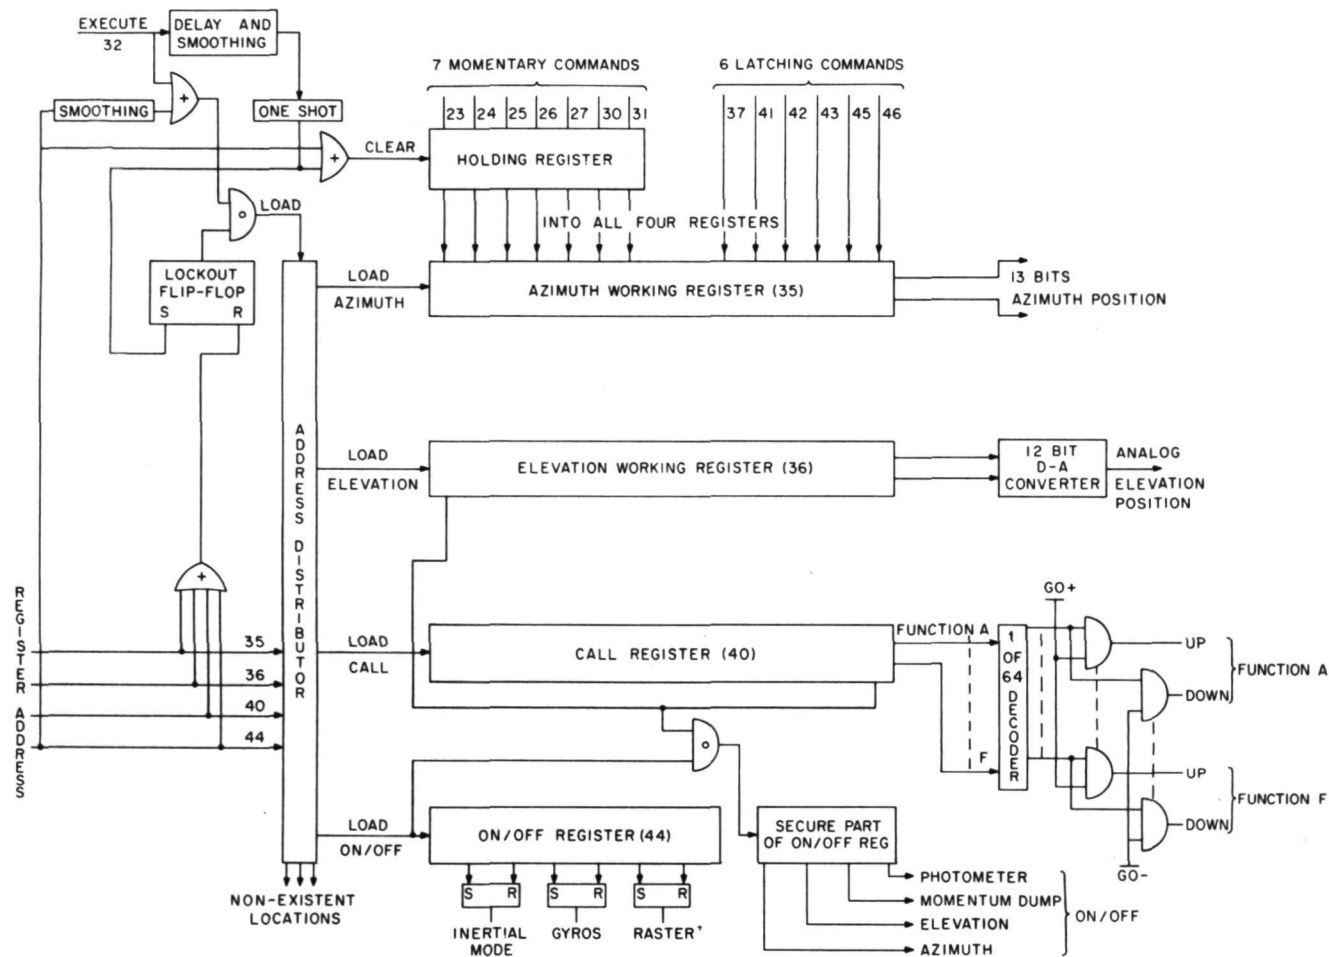 EXECUTE
32
DELAY AND
SMOOTHING
SMOOTHING
+
ONE SHOT
+
CLEAR
7 MOMENTARY COMMANDS
23 24 25 26 27 30 31
HOLDING REGISTER
6 LATCHING COMMANDS
37 41 42 43 45 46
INTO ALL FOUR REGISTERS
LOAD
LOCKOUT
FLIP-FLOP
S R
LOAD
AZIMUTH
AZIMUTH WORKING REGISTER (35)
13 BITS
AZIMUTH POSITION
ADDRESS DISTRIBUTOR
LOAD
ELEVATION
ELEVATION WORKING REGISTER (36)
12 BIT
D-A
CONVERTER
ANALOG
ELEVATION
POSITION
+
REGISTER ADDRESS
35
36
40
44
LOAD
CALL
CALL REGISTER (40)
FUNCTION A
F
1
OF
64
DECODER
GO+
UP
DOWN
FUNCTION A
UP
DOWN
FUNCTION F
GO-
LOAD
ON/OFF
ON/OFF REGISTER (44)
S R
S R
S R
INERTIAL
MODE
GYROS
RASTER+
SECURE PART
OF ON/OFF REG
PHOTOMETER
MOMENTUM DUMP
ELEVATION
AZIMUTH
ON/OFF
NON-EXISTENT
LOCATIONS